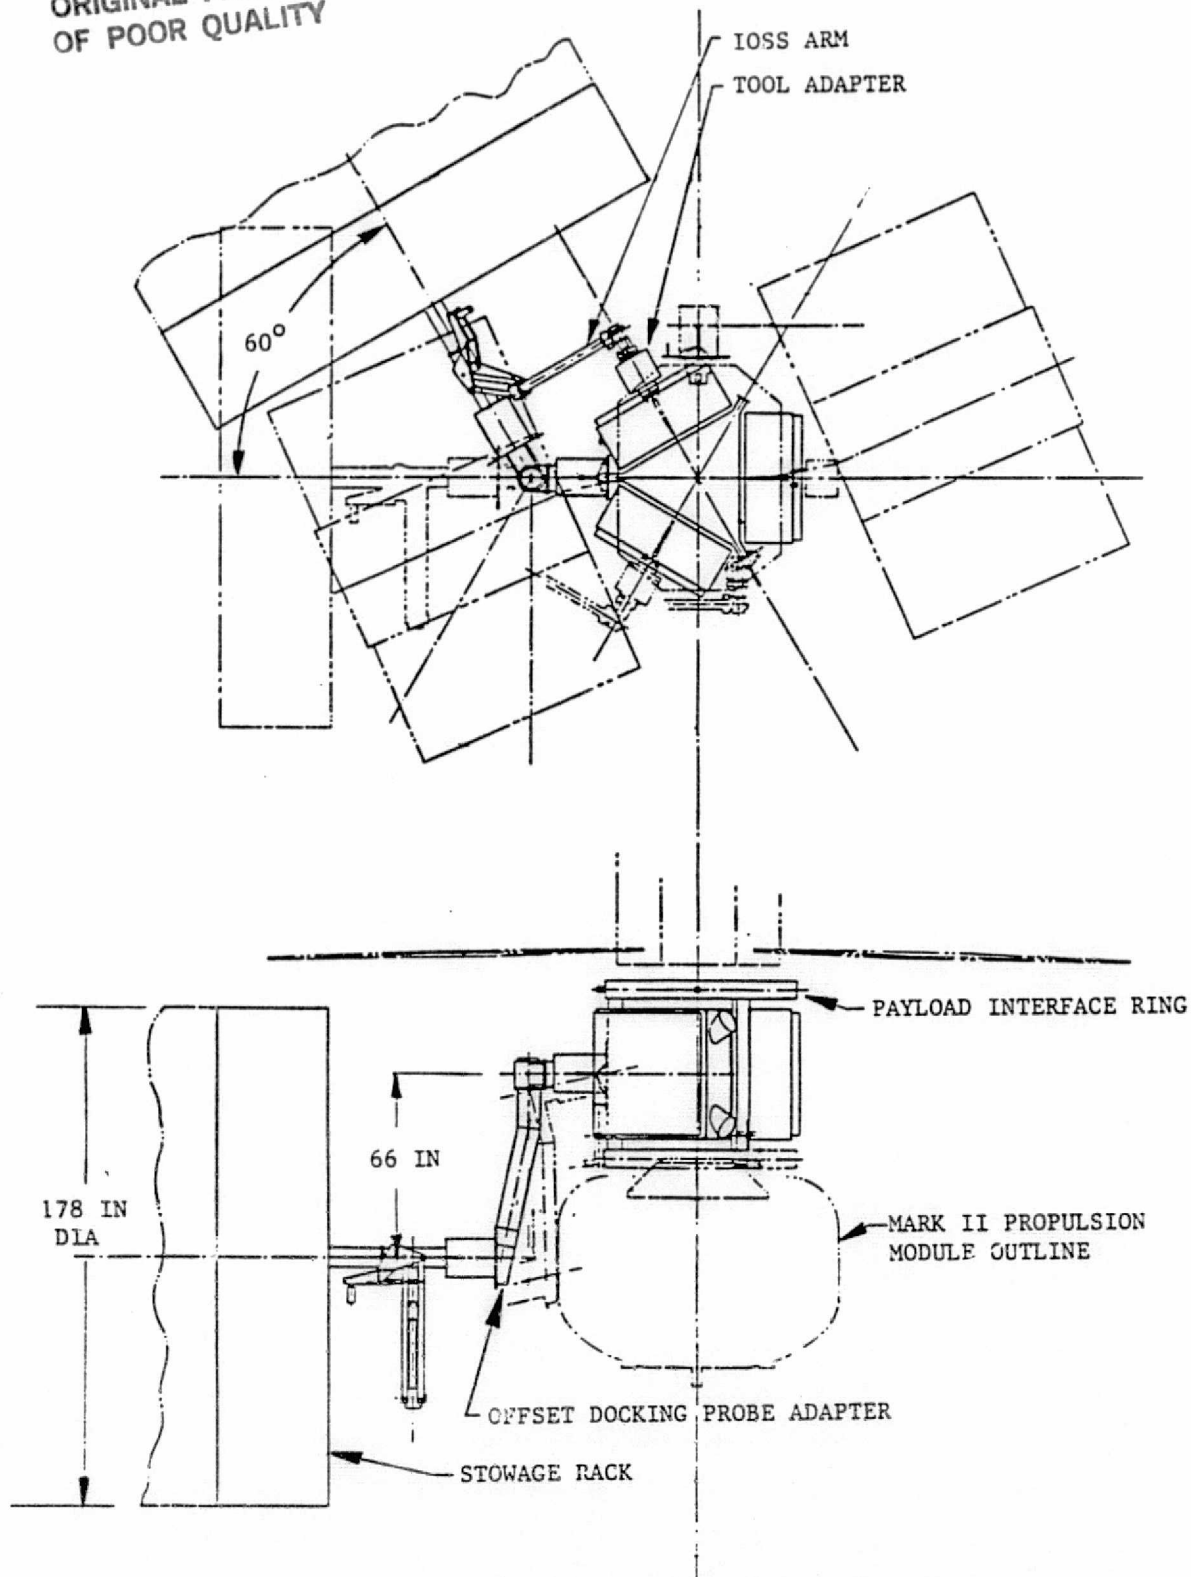 ORIGINAL
OF POOR QUALITY
IOSS ARM
TOOL ADAPTER
60°
PAYLOAD INTERFACE RING
66 IN
178 IN
DIA
MARK II PROPULSION
MODULE OUTLINE
OFFSET DOCKING PROBE ADAPTER
STOWAGE RACK